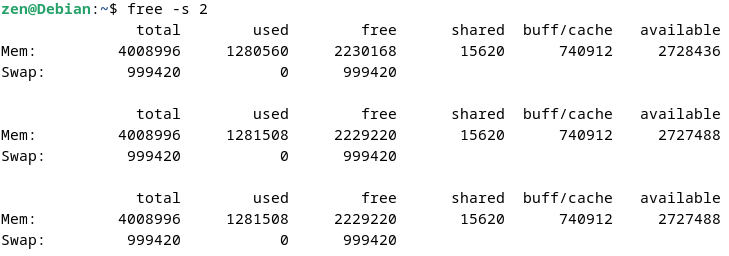 zen@Debian:~$ free -s 2
               total        used        free      shared  buff/cache   available
Mem:         4008996     1280560     2230168       15620      740912     2728436
Swap:         999420           0      999420

               total        used        free      shared  buff/cache   available
Mem:         4008996     1281508     2229220       15620      740912     2727488
Swap:         999420           0      999420

               total        used        free      shared  buff/cache   available
Mem:         4008996     1281508     2229220       15620      740912     2727488
Swap:         999420           0      999420